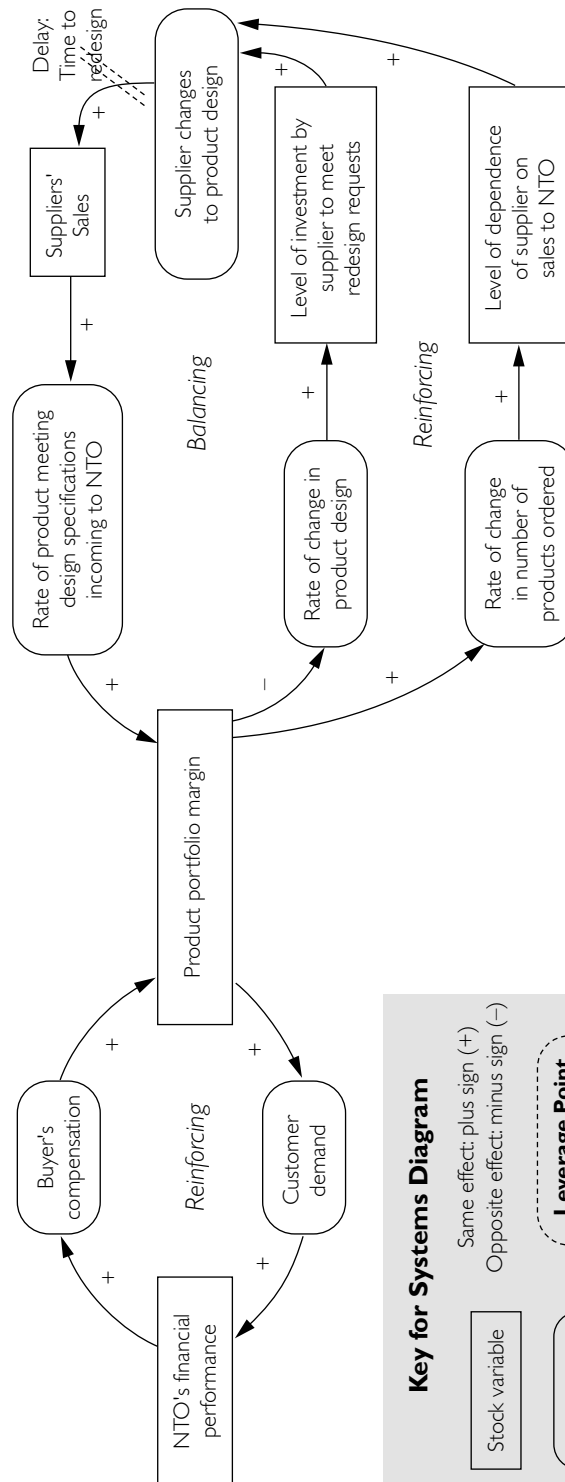 NTO's financial
performance
+
Buyer's
compensation
+
Reinforcing
Customer
demand
+
+
Product portfolio margin
+
Rate of product meeting
design specifications
incoming to NTO
+
Suppliers'
Sales
+
Delay:
Time to
redesign
Supplier changes
to product design
Balancing
–
Rate of change in
product design
+
Level of investment by
supplier to meet
redesign requests
+
Reinforcing
+
Rate of change
in number of
products ordered
+
Level of dependence
of supplier on
sales to NTO
+
Key for Systems Diagram
Stock variable
Same effect: plus sign (+)
Opposite effect: minus sign (–)
Leverage Point